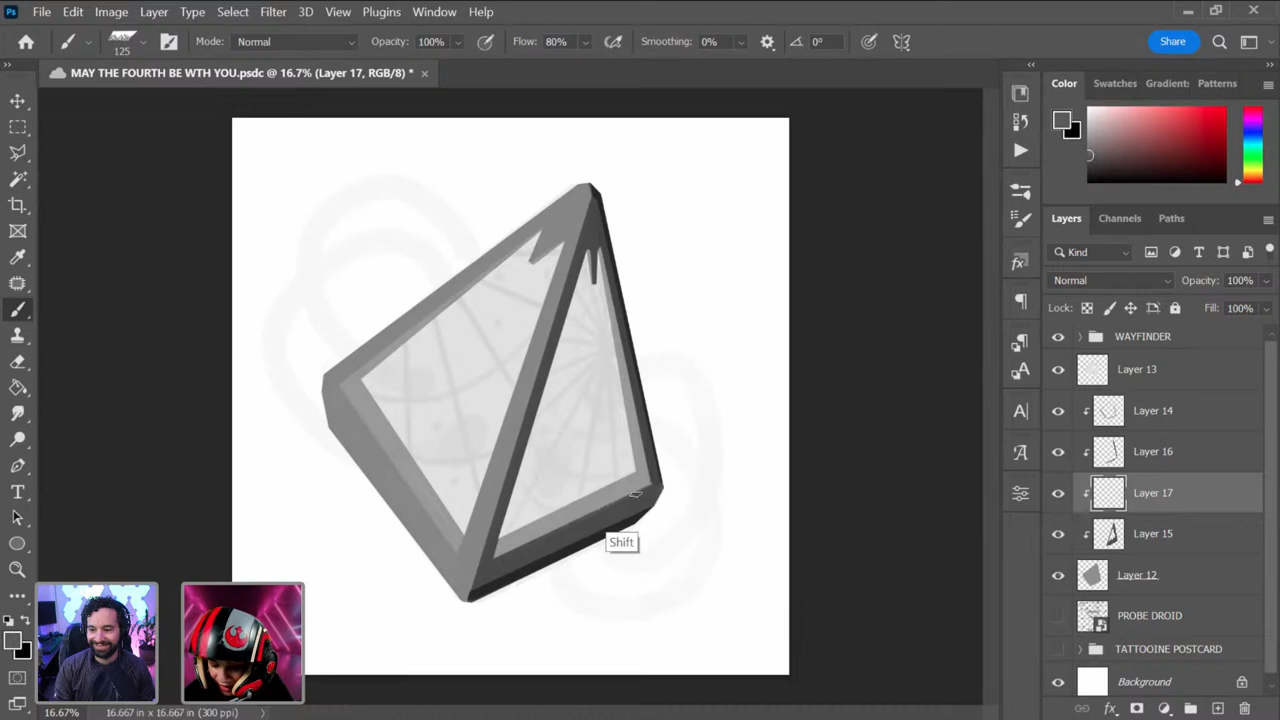 Ps File Edit Image Layer Type Select Filter 3D View Plugins Window Help
125 Mode: Normal Opacity: 100% Flow: 80% Smoothing: 0% 0° Share
MAY THE FOURTH BE WTH YOU.psdc @ 16.7% (Layer 17, RGB/8) * ×
Color Swatches Gradients Patterns
Layers Channels Paths
Kind
Normal Opacity: 100%
Lock: Fill: 100%
WAYFINDER
Layer 13
Layer 14
Layer 16
Layer 17
Layer 15
Layer 12
PROBE DROID
TATTOOINE POSTCARD
Background
Shift
16.67% 16.667 in x 16.667 in (300 ppi)